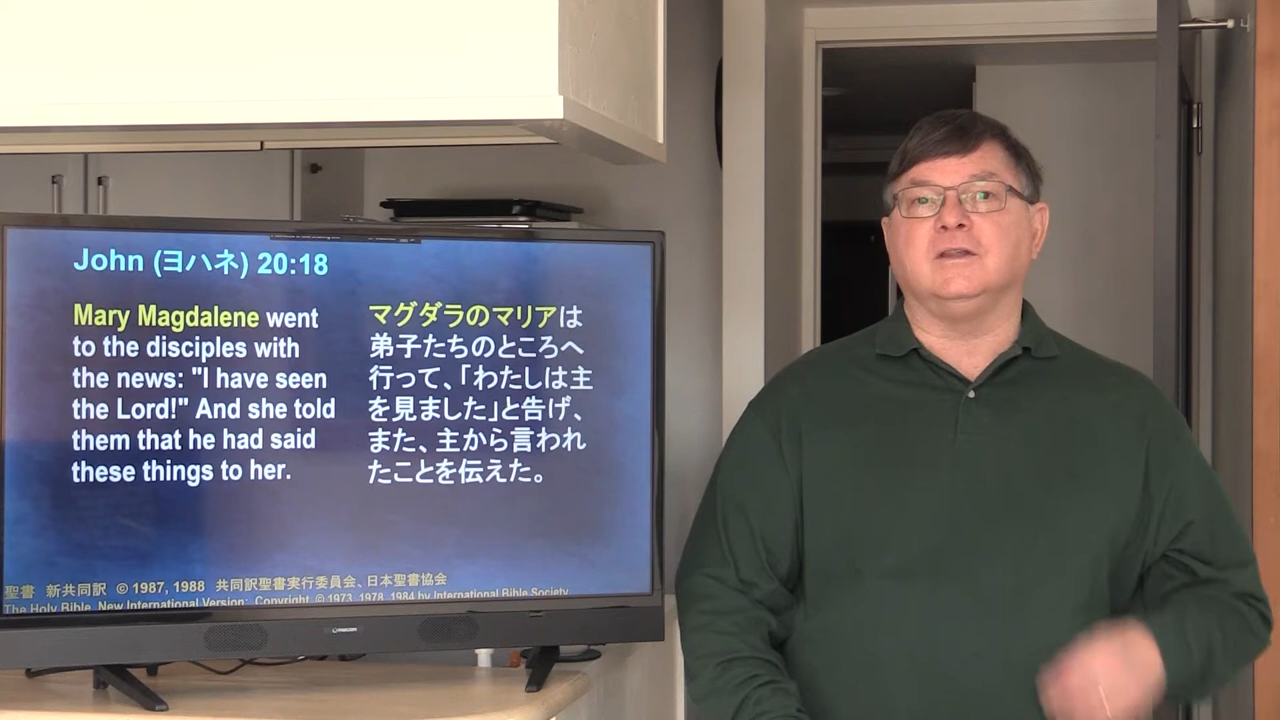 John (ヨハネ) 20:18
Mary Magdalene went
to the disciples with
the news: "I have seen
the Lord!" And she told
them that he had said
these things to her.
マグダラのマリアは
弟子たちのところへ
行って、「わたしは主
を見ました」と告げ、
また、主から言われ
たことを伝えた。
聖書 新共同訳 © 1987, 1988 共同訳聖書実行委員会、日本聖書協会
The Holy Bible, New International Version; Copyright © 1973, 1978, 1984 by International Bible Society